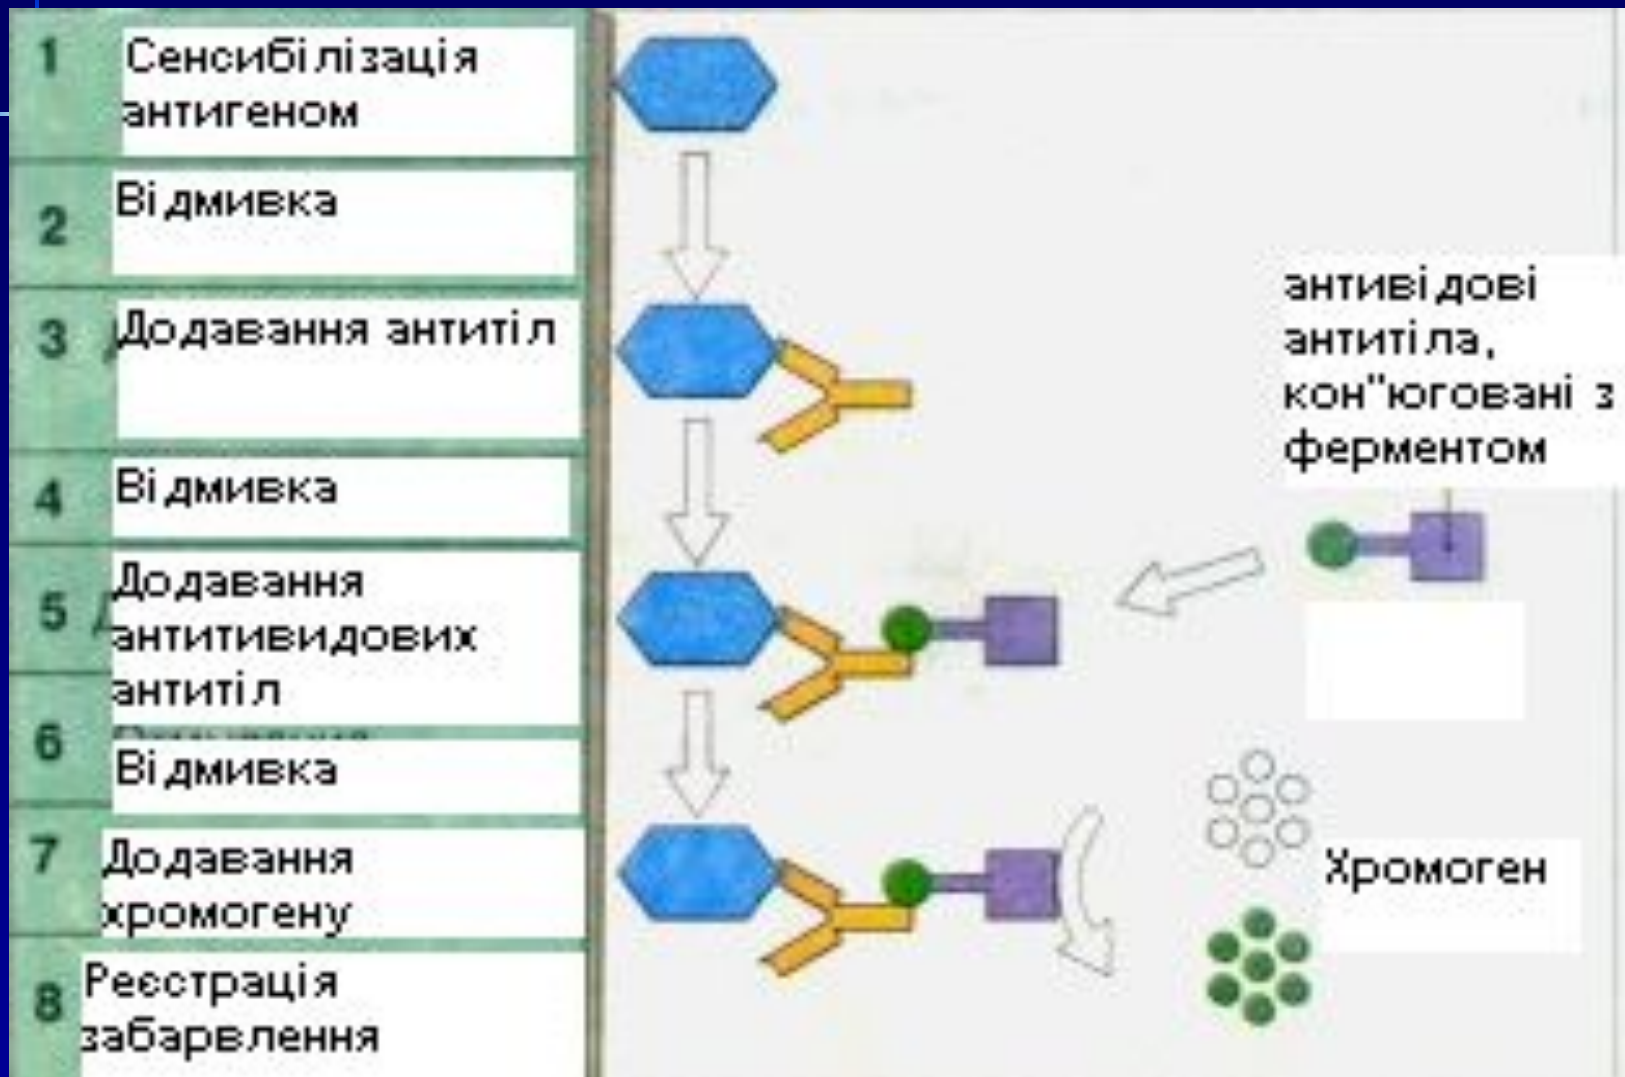 1 Сенсибілізація
антигеном
2 Відмивка
3 Додавання антитіл
4 Відмивка
5 Додавання
антитивидових
антитіл
6 Відмивка
7 Додавання
хромогену
8 Реєстрація
забарвлення
антивідові
антитіла,
кон"юговані з
ферментом
Хромоген